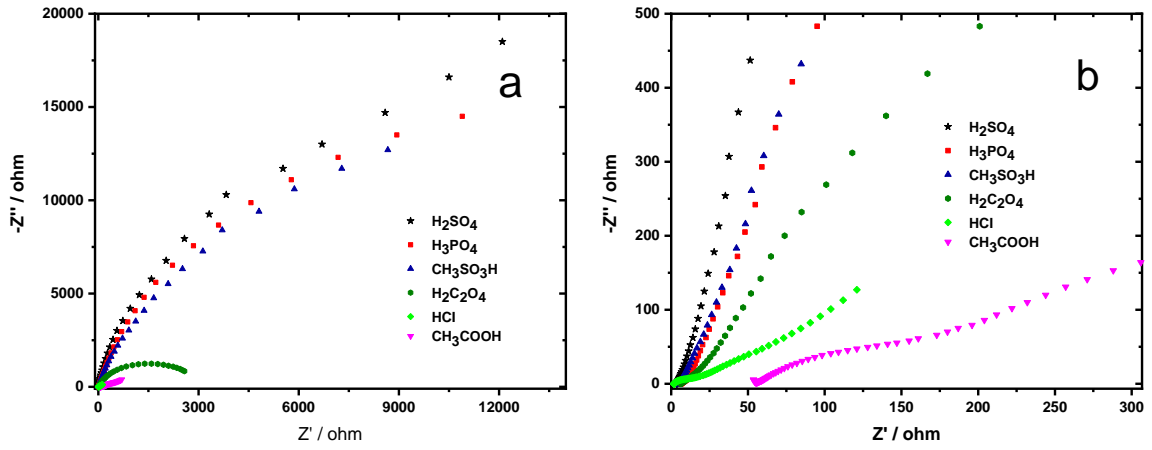 a
20000
15000
10000
5000
0
0
3000
6000
9000
12000
-Z'' / ohm
Z' / ohm
H2SO4
H3PO4
CH3SO3H
H2C2O4
HCl
CH3COOH
b
500
400
300
200
100
0
0
50
100
150
200
250
300
-Z'' / ohm
Z' / ohm
H2SO4
H3PO4
CH3SO3H
H2C2O4
HCl
CH3COOH